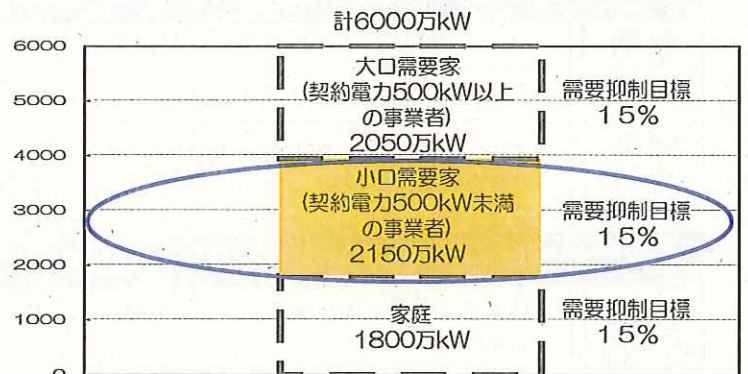 計6000万kW
6000
5000
4000
3000
2000
1000
0
大口需要家
(契約電力500kW以上
の事業者)
2050万kW
需要抑制目標
15%
小口需要家
(契約電力500kW未満
の事業者)
2150万kW
需要抑制目標
15%
家庭
1800万kW
需要抑制目標
15%